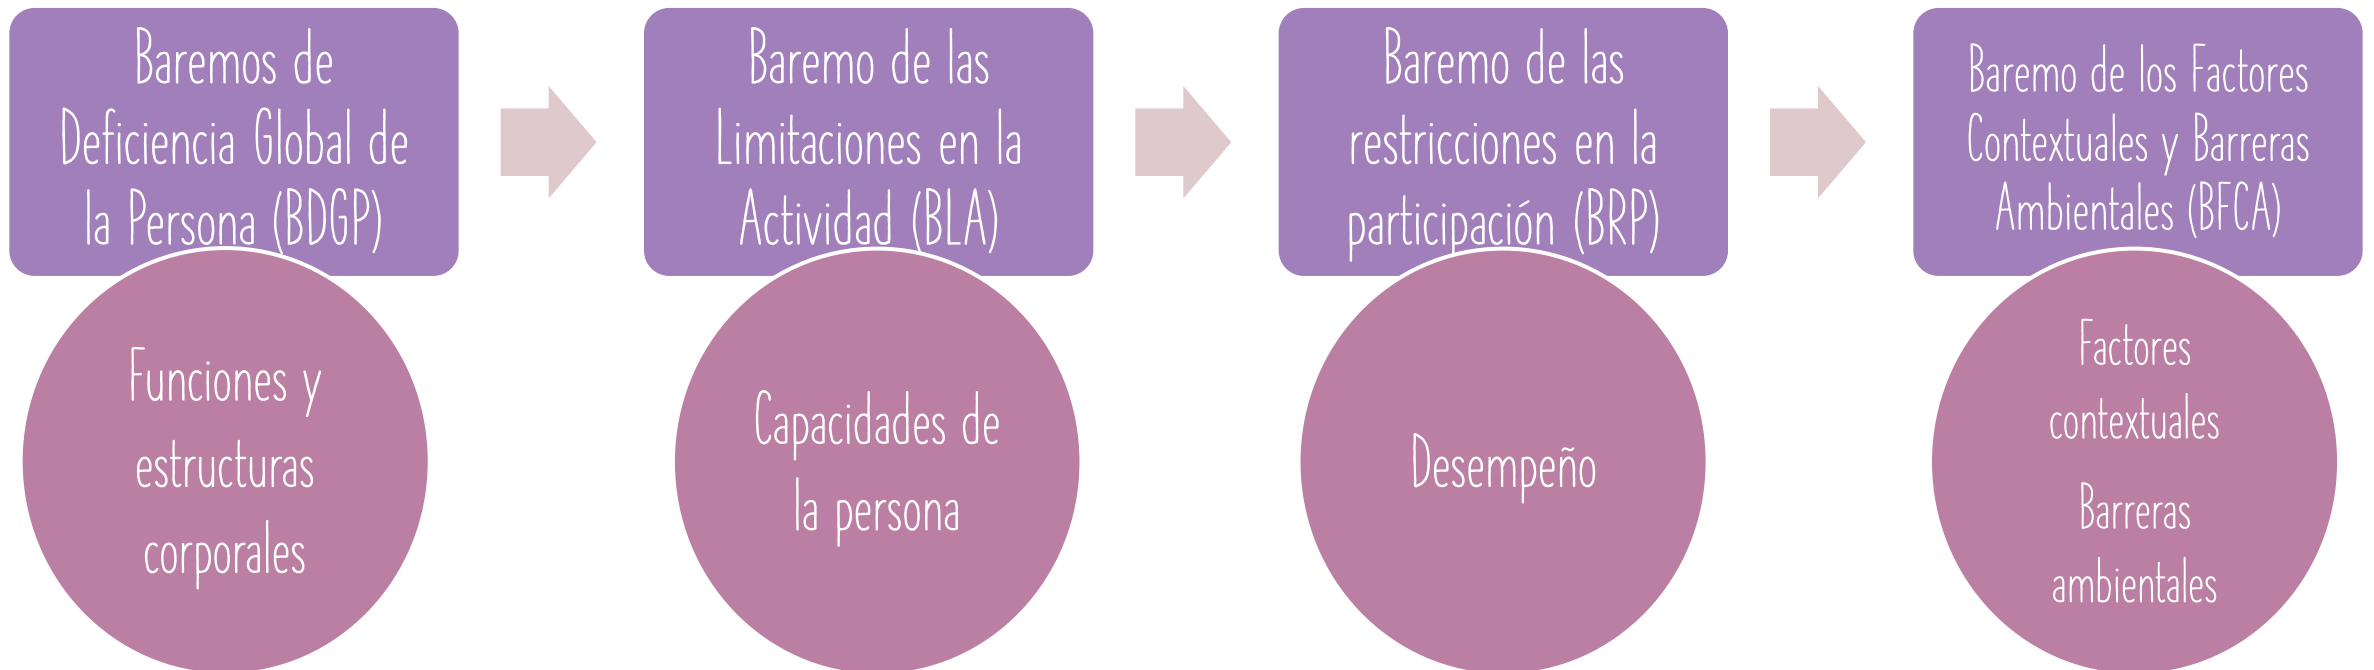 Baremos de
Deficiencia Global de
la Persona (BDGP)
Funciones y
estructuras
corporales
Baremo de las
Limitaciones en la
Actividad (BLA)
Capacidades de
la persona
Baremo de las
restricciones en la
participación (BRP)
Desempeño
Baremo de los Factores
Contextuales y Barreras
Ambientales (BFCA)
Factores
contextuales
Barreras
ambientales